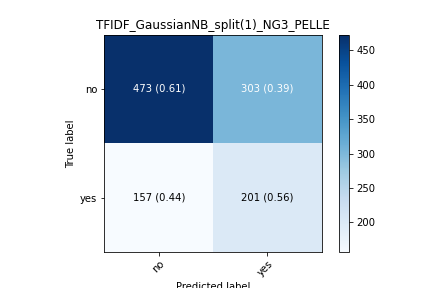 TFIDF_GaussianNB_split(1)_NG3_PELLE
no
473 (0.61)
303 (0.39)
yes
157 (0.44)
201 (0.56)
True label
no
yes
Predicted label
450
400
350
300
250
200